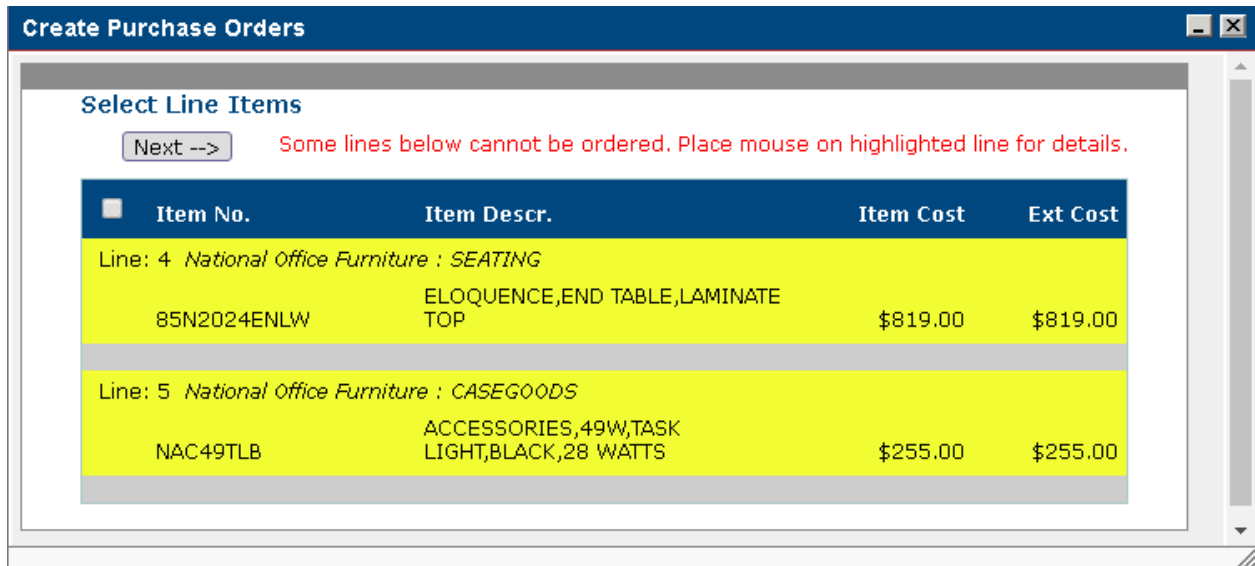 Create Purchase Orders
Select Line Items
Next --> Some lines below cannot be ordered. Place mouse on highlighted line for details.
Item No. Item Descr. Item Cost Ext Cost
Line: 4 National Office Furniture : SEATING
ELOQUENCE,END TABLE,LAMINATE
85N2024ENLW TOP $819.00 $819.00
Line: 5 National Office Furniture : CASEGOODS
ACCESSORIES,49W,TASK
NAC49TLB LIGHT,BLACK,28 WATTS $255.00 $255.00